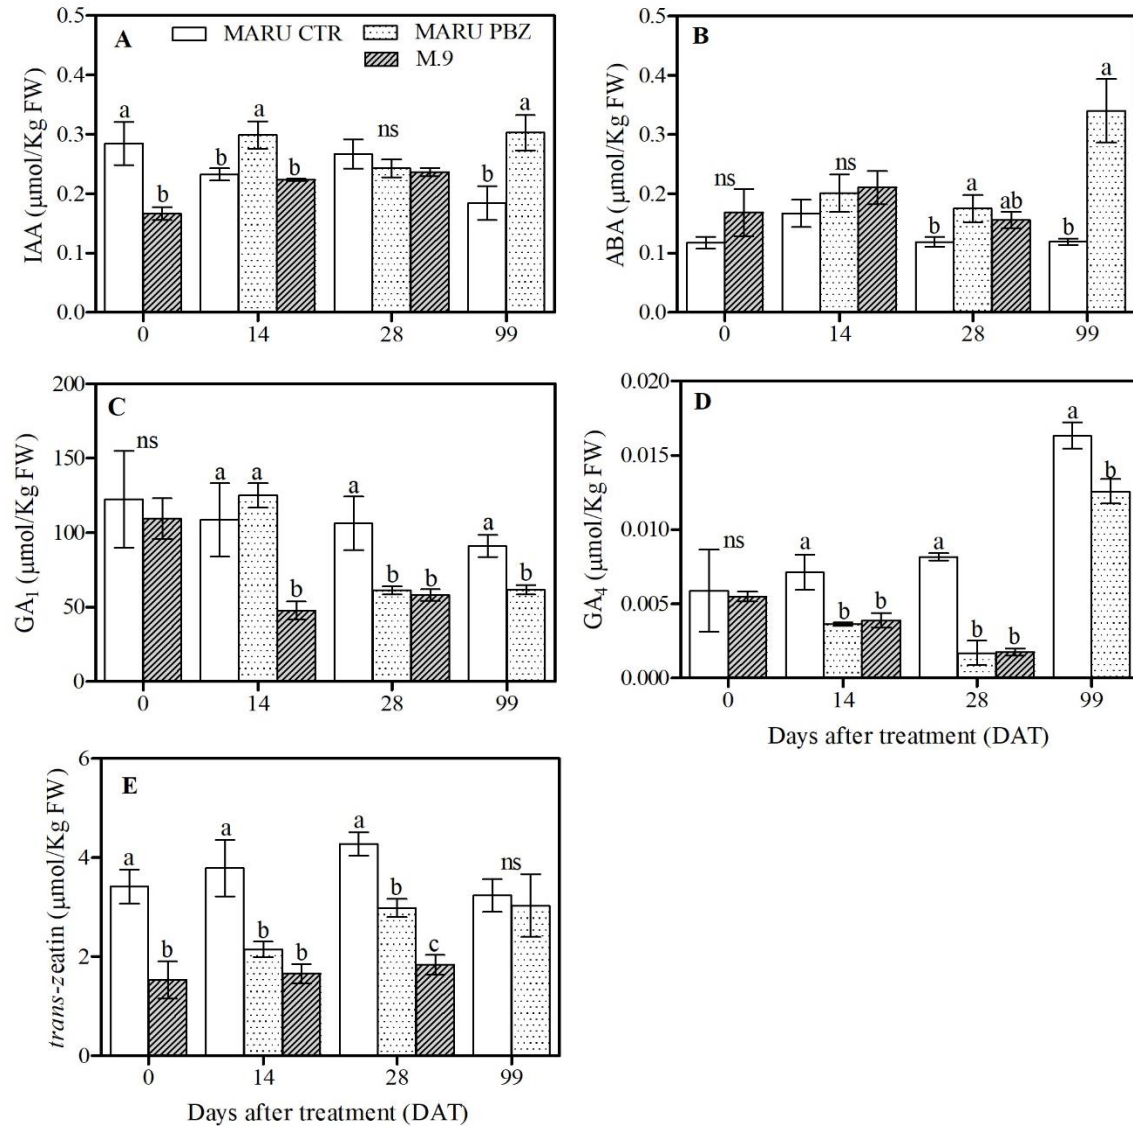 A
MARU CTR
MARU PBZ
M.9
IAA (μmol/Kg FW)
0.5
0.4
0.3
0.2
0.1
0.0
a
b
b
a
b
ns
b
a
0
14
28
99
B
ABA (μmol/Kg FW)
0.5
0.4
0.3
0.2
0.1
0.0
ns
ns
b
a
ab
b
a
0
14
28
99
C
GA1 (μmol/Kg FW)
200
150
100
50
0
ns
a
a
b
a
b
b
a
b
0
14
28
99
D
GA4 (μmol/Kg FW)
0.020
0.015
0.010
0.005
0.000
ns
a
b
b
a
b
b
a
b
0
14
28
99
Days after treatment (DAT)
E
trans-zeatin (μmol/Kg FW)
6
4
2
0
a
b
a
b
b
a
b
c
ns
0
14
28
99
Days after treatment (DAT)